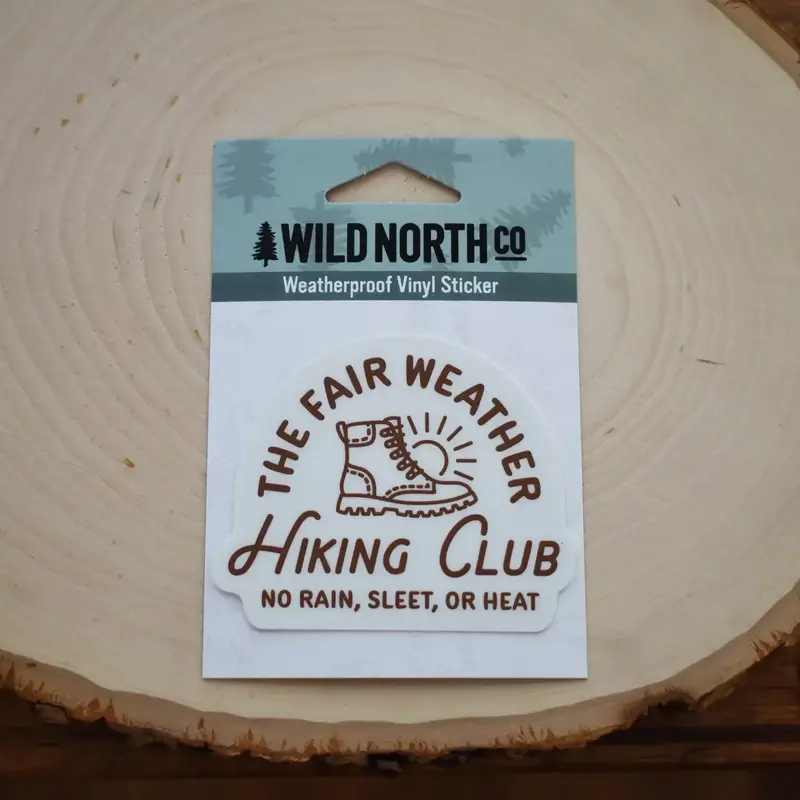 WILD NORTH CO
Weatherproof Vinyl Sticker
THE FAIR WEATHER
HIKING CLUB
NO RAIN, SLEET, OR HEAT